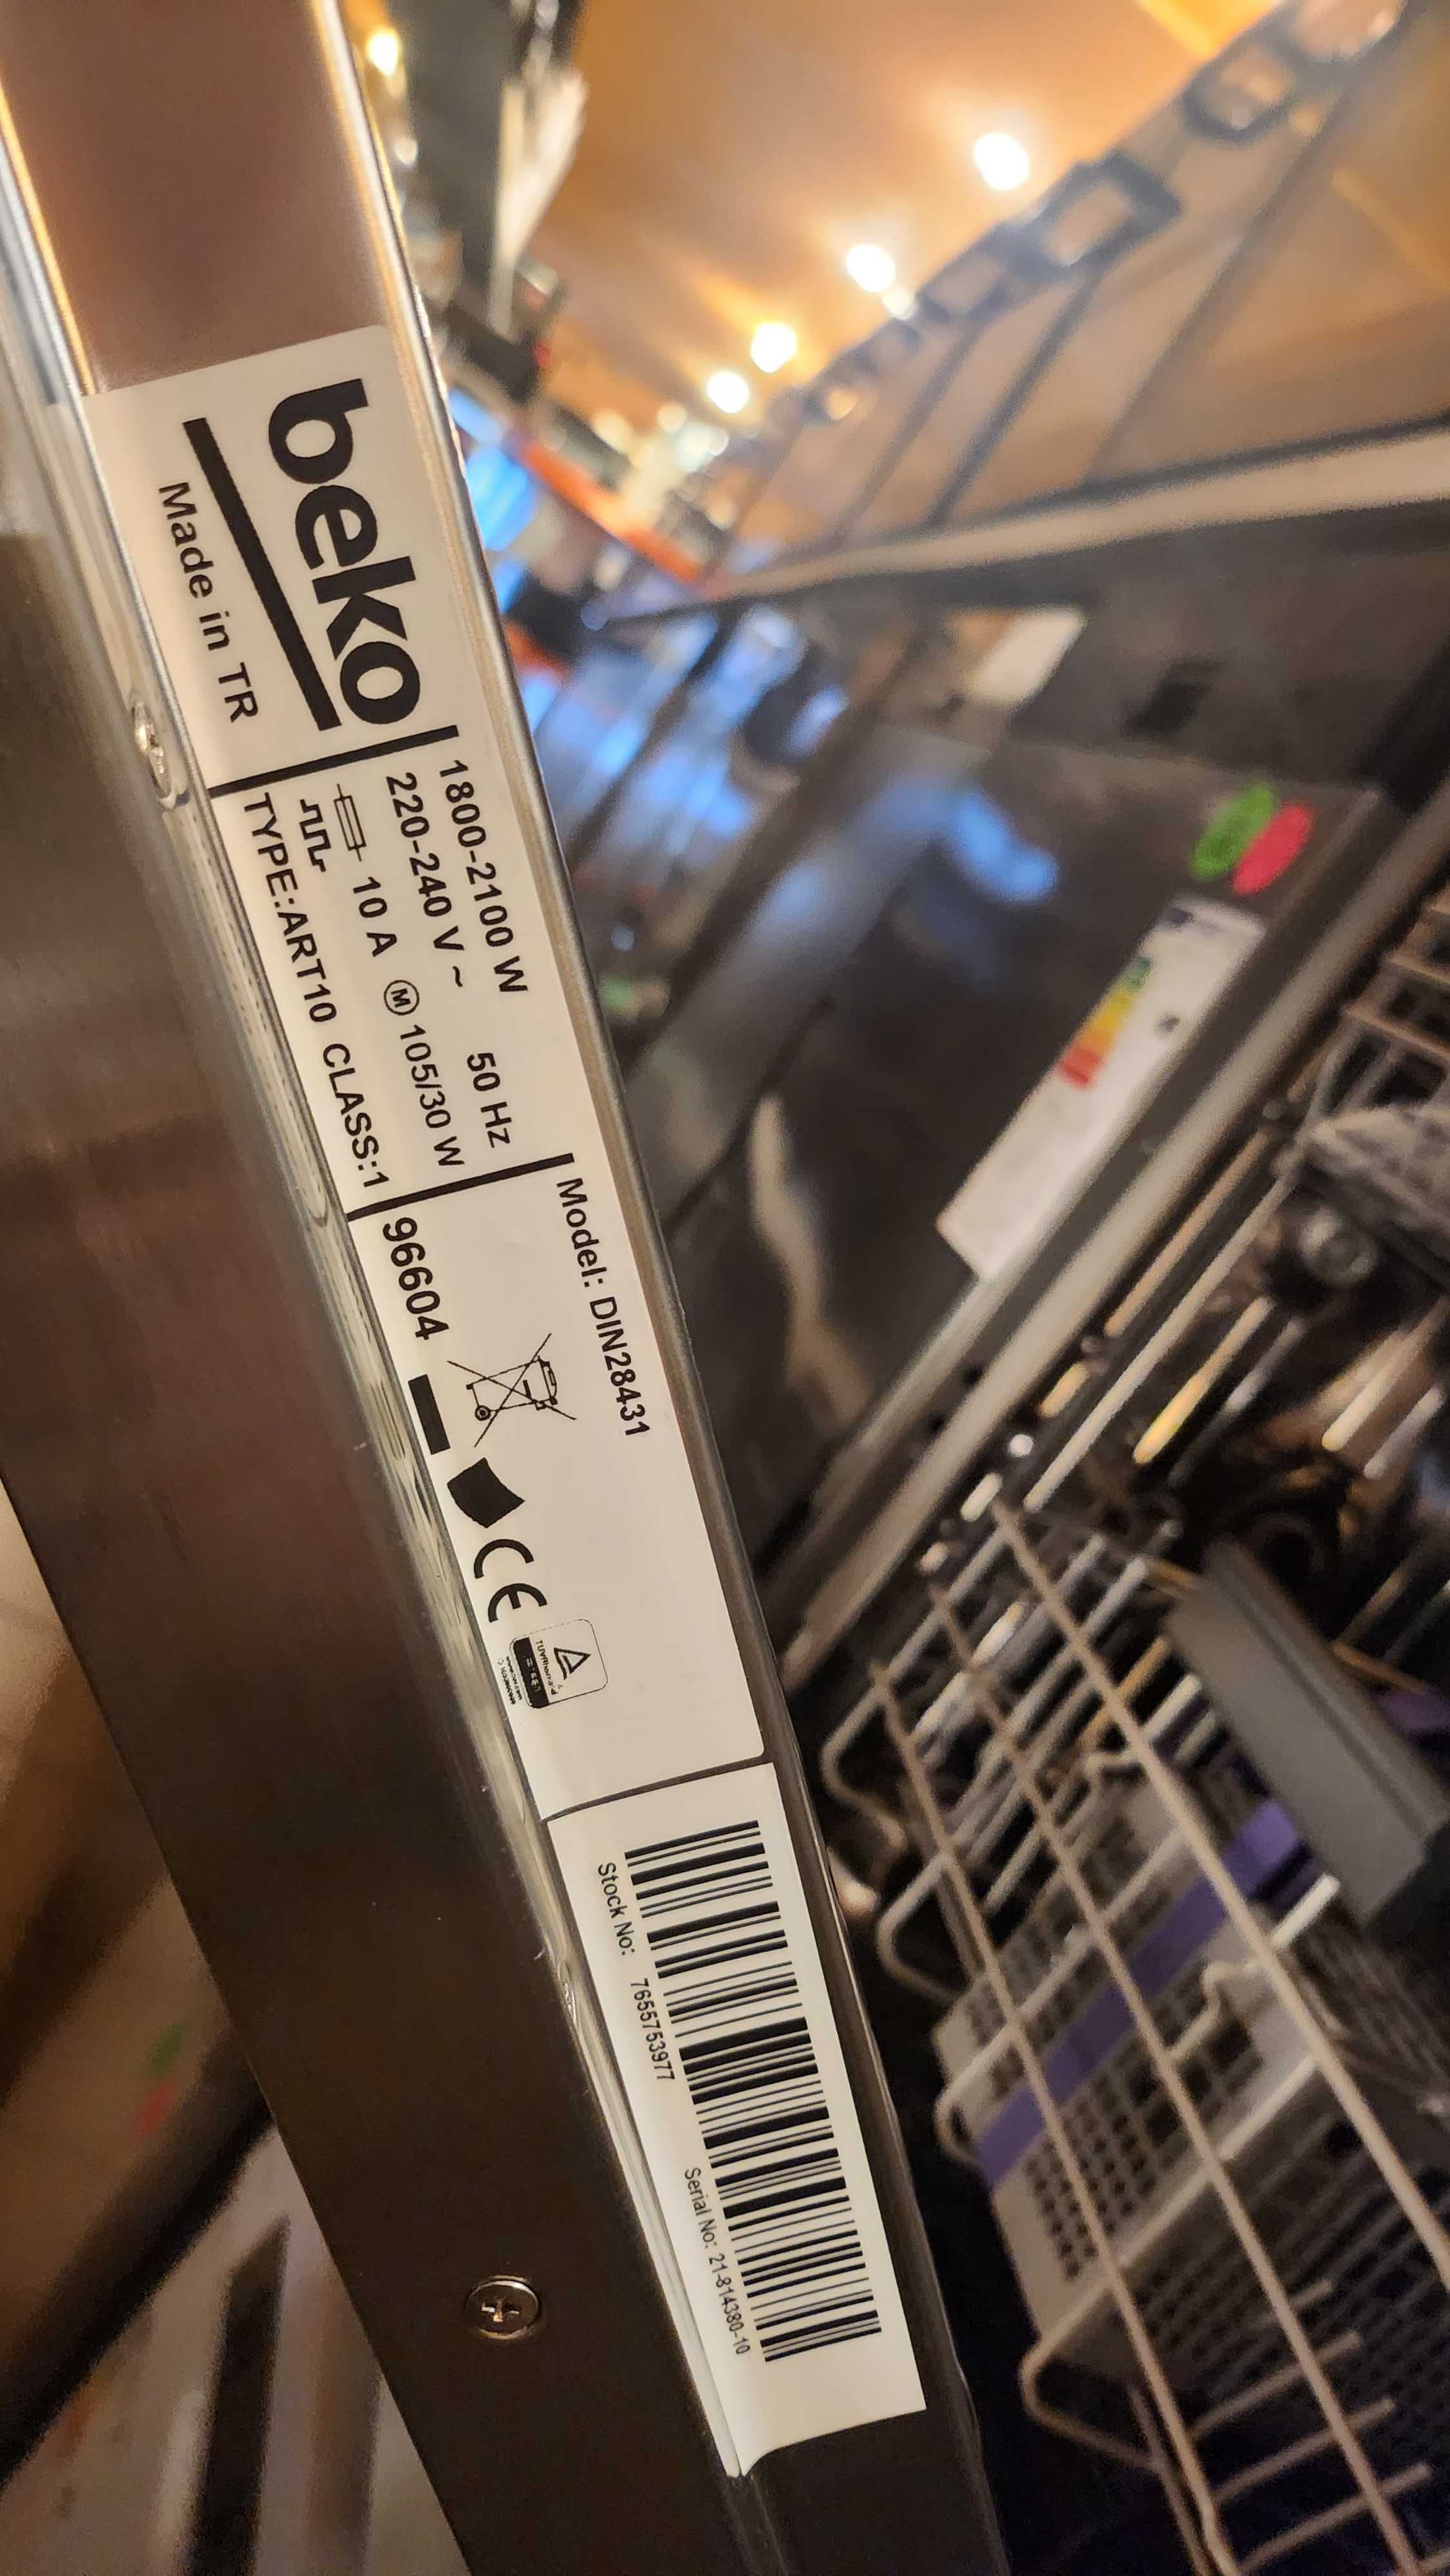 beko
Made in TR
1800-2100 W
220-240 V ~ 50 Hz
10 A M 105/30 W
TYPE:ART10 CLASS:1
Model: DIN28431
96604
CE
TÜVRheinland
Stock No: 7655753977
Serial No: 21-814380-10